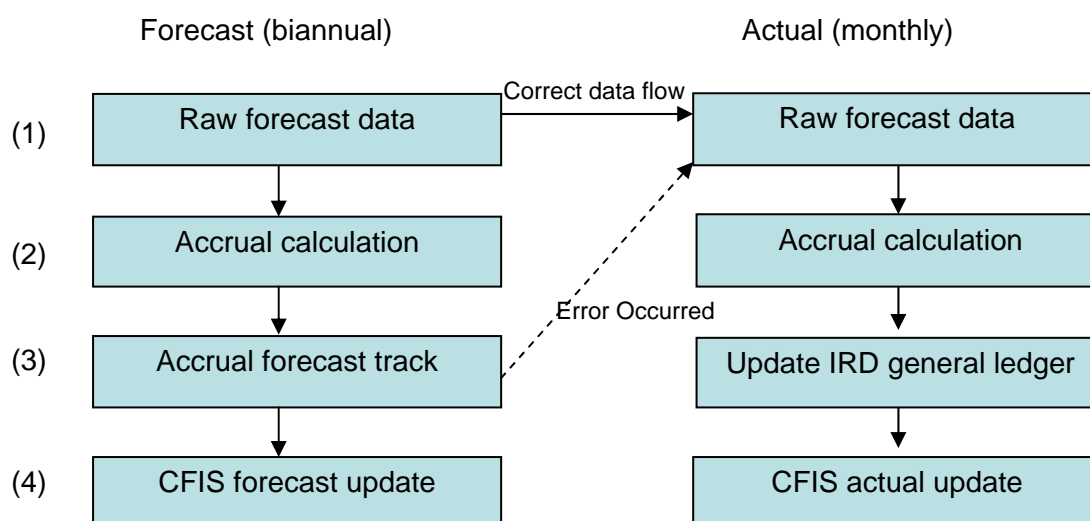 Forecast (biannual)
Actual (monthly)
Correct data flow
(1)
Raw forecast data
Raw forecast data
(2)
Accrual calculation
Accrual calculation
Error Occurred
(3)
Accrual forecast track
Update IRD general ledger
(4)
CFIS forecast update
CFIS actual update